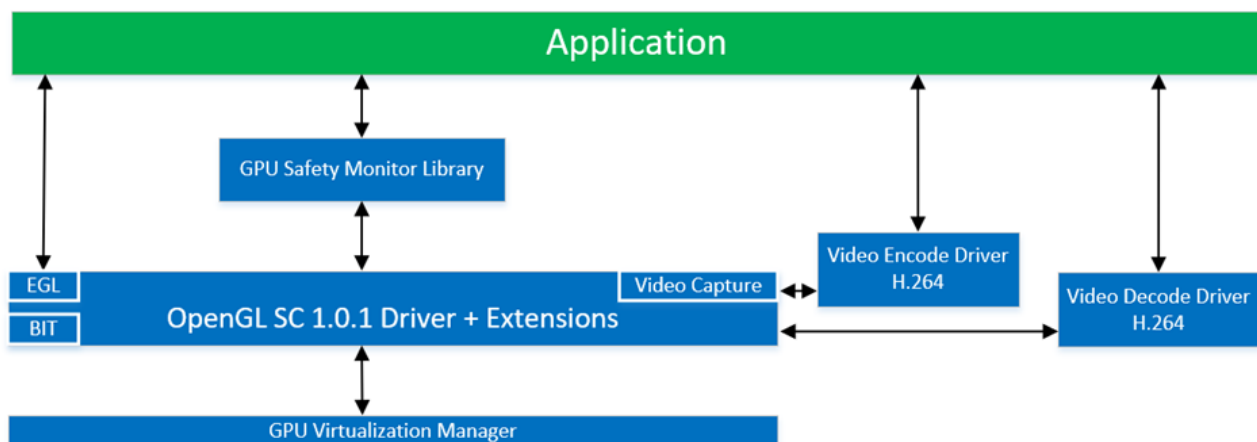 Application
GPU Safety Monitor Library
Video Encode Driver
H.264
EGL
Video Capture
Video Decode Driver
H.264
OpenGL SC 1.0.1 Driver + Extensions
BIT
GPU Virtualization Manager